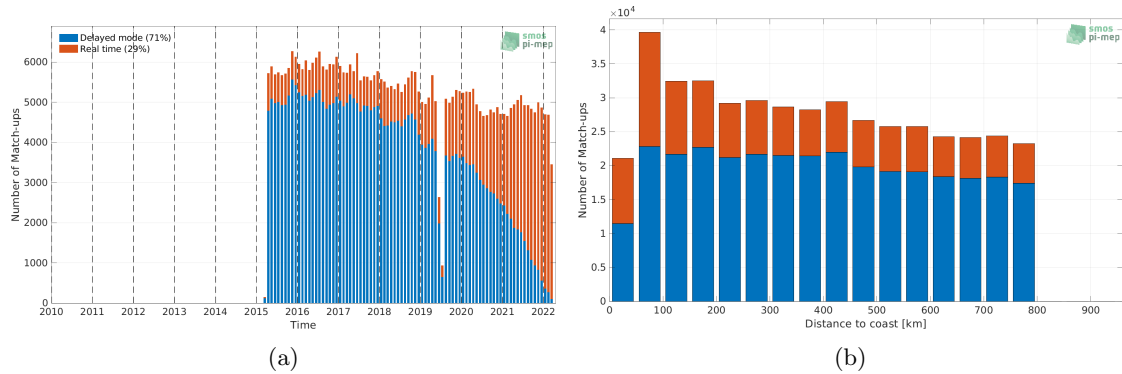 Delayed mode (71%)
Real time (29%)
smos
pi-mep
Number of Match-ups
6000
5000
4000
3000
2000
1000
0
2010 2011 2012 2013 2014 2015 2016 2017 2018 2019 2020 2021 2022
Time
(a)
×10⁴
smos
pi-mep
Number of Match-ups
4
3.5
3
2.5
2
1.5
1
0.5
0
0 100 200 300 400 500 600 700 800 900
Distance to coast [km]
(b)